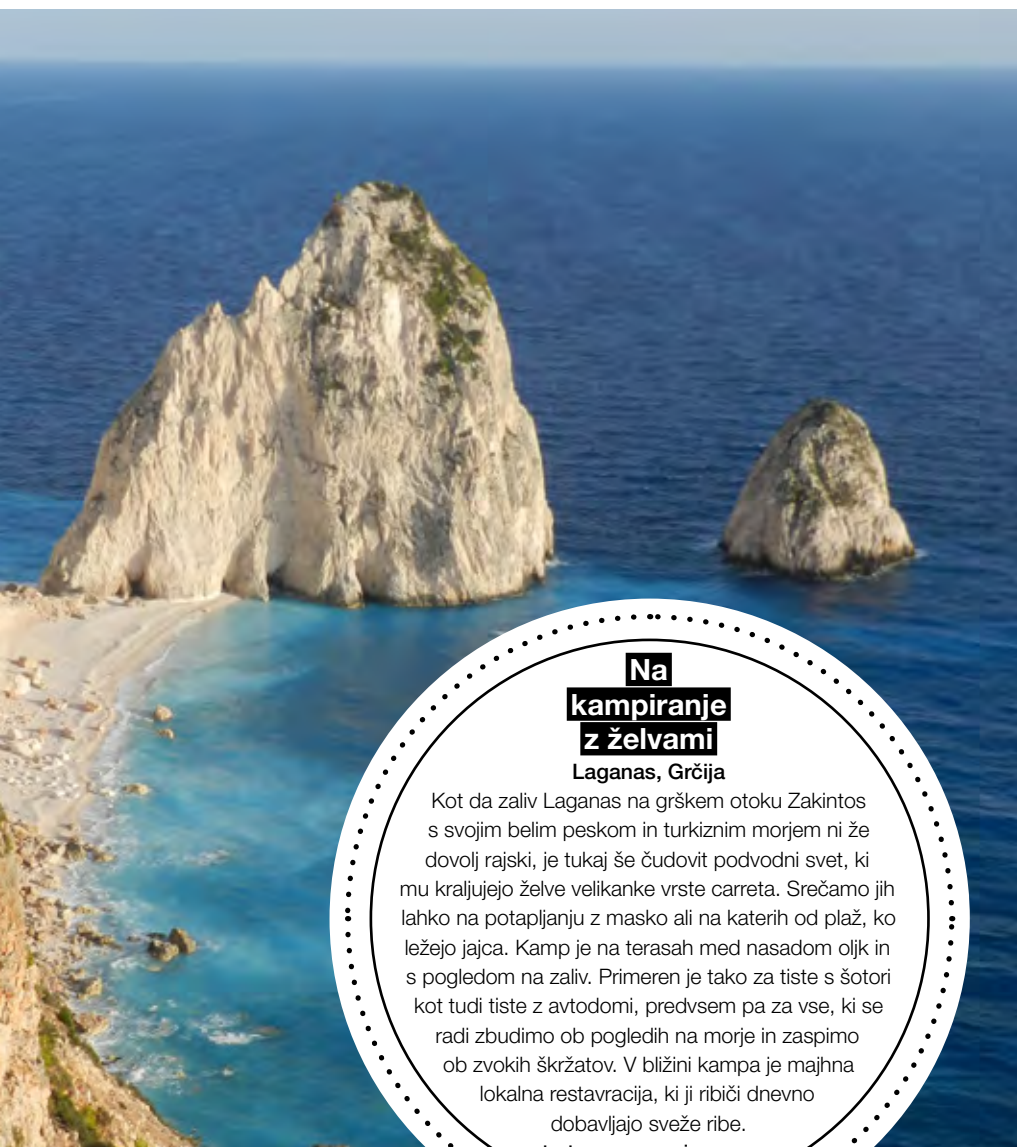 Na
kampiranje
z želvami
Laganas, Grčija
Kot da zaliv Laganas na grškem otoku Zakintos
s svojim belim peskom in turkiznim morjem ni že
dovolj rajski, je tukaj še čudovit podvodni svet, ki
mu kraljujejo želve velikanke vrste carreta. Srečamo jih
lahko na potapljanju z masko ali na katerih od plaž, ko
ležejo jajca. Kamp je na terasah med nasadom oljk in
s pogledom na zaliv. Primeren je tako za tiste s šotori
kot tudi tiste z avtodomi, predvsem pa za vse, ki se
radi zbudimo ob pogledih na morje in zaspimo
ob zvokih škržatov. V bližini kampa je majhna
lokalna restavracija, ki ji ribiči dnevno
dobavljajo sveže ribe.